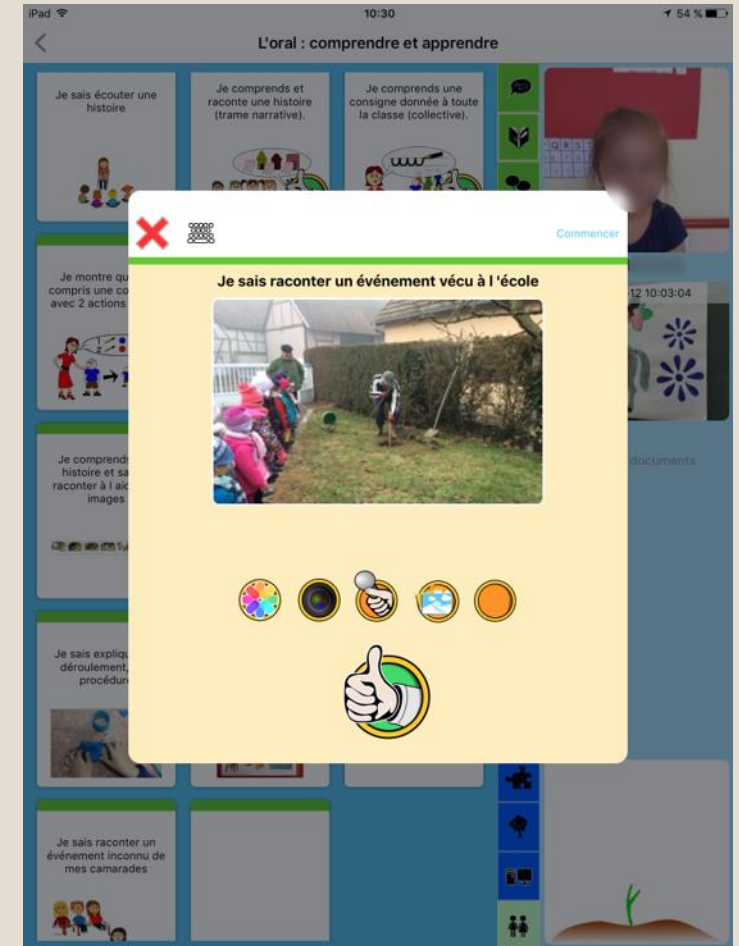 iPad
10:30
54 %
L'oral : comprendre et apprendre
Je sais écouter une
histoire
Je comprends et
raconte une histoire
(trame narrative).
Je comprends une
consigne donnée à toute
la classe (collective).
Commencer
Je sais raconter un événement vécu à l 'école
Je montre qu
compris une co
avec 2 actions
12 10:03:04
Je comprend
histoire et sa
raconter à l aid
images
documents
Je sais expliqu
déroulement,
procédur
Je sais raconter un
événement inconnu de
mes camarades